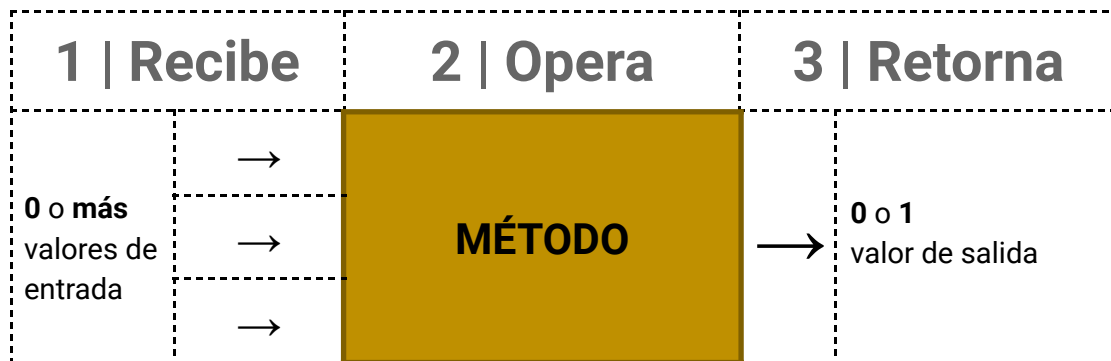 1 | Recibe
2 | Opera
3 | Retorna
0 o más
valores de
entrada
→
→
→
MÉTODO
→
0 o 1
valor de salida